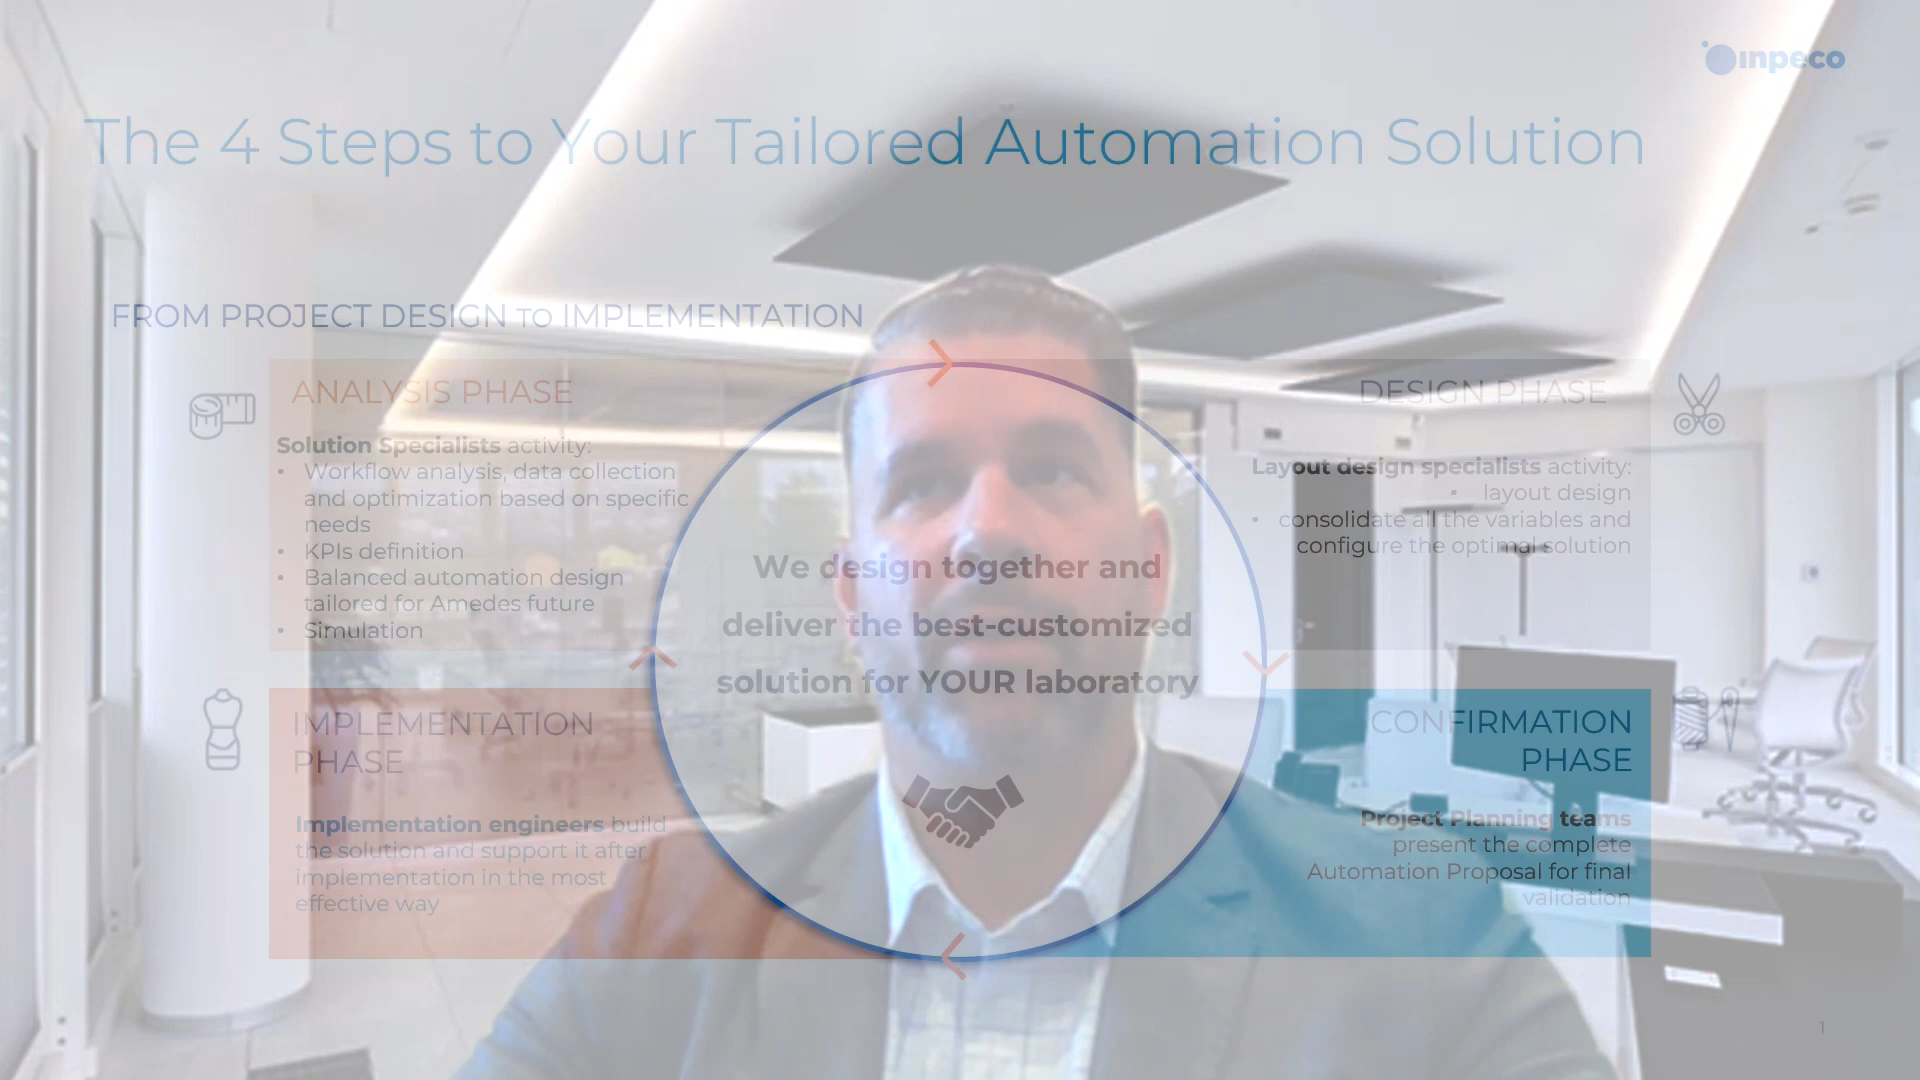 inpeco
The 4 Steps to Your Tailored Automation Solution
FROM PROJECT DESIGN TO IMPLEMENTATION
ANALYSIS PHASE
Solution Specialists activity:
• Workflow analysis, data collection
and optimization based on specific
needs
• KPIs definition
• Balanced automation design
tailored for Amedes future
• Simulation
DESIGN PHASE
Layout design specialists activity:
• layout design
• consolidate all the variables and
configure the optimal solution
We design together and
deliver the best-customized
solution for YOUR laboratory
IMPLEMENTATION
PHASE
Implementation engineers build
the solution and support it after
implementation in the most
effective way
CONFIRMATION
PHASE
Project Planning teams
present the complete
Automation Proposal for final
validation
1